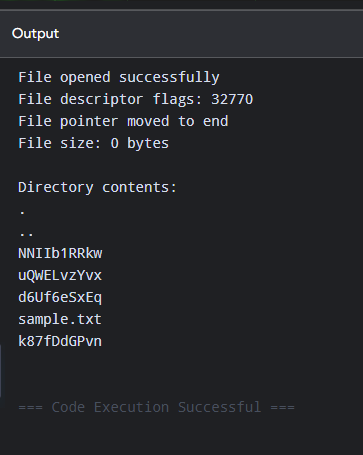 Output
File opened successfully
File descriptor flags: 32770
File pointer moved to end
File size: 0 bytes
Directory contents:
.
..
NNIIb1RRkw
uQWELvzYvx
d6Uf6eSxEq
sample.txt
k87fDdGPvn
=== Code Execution Successful ===